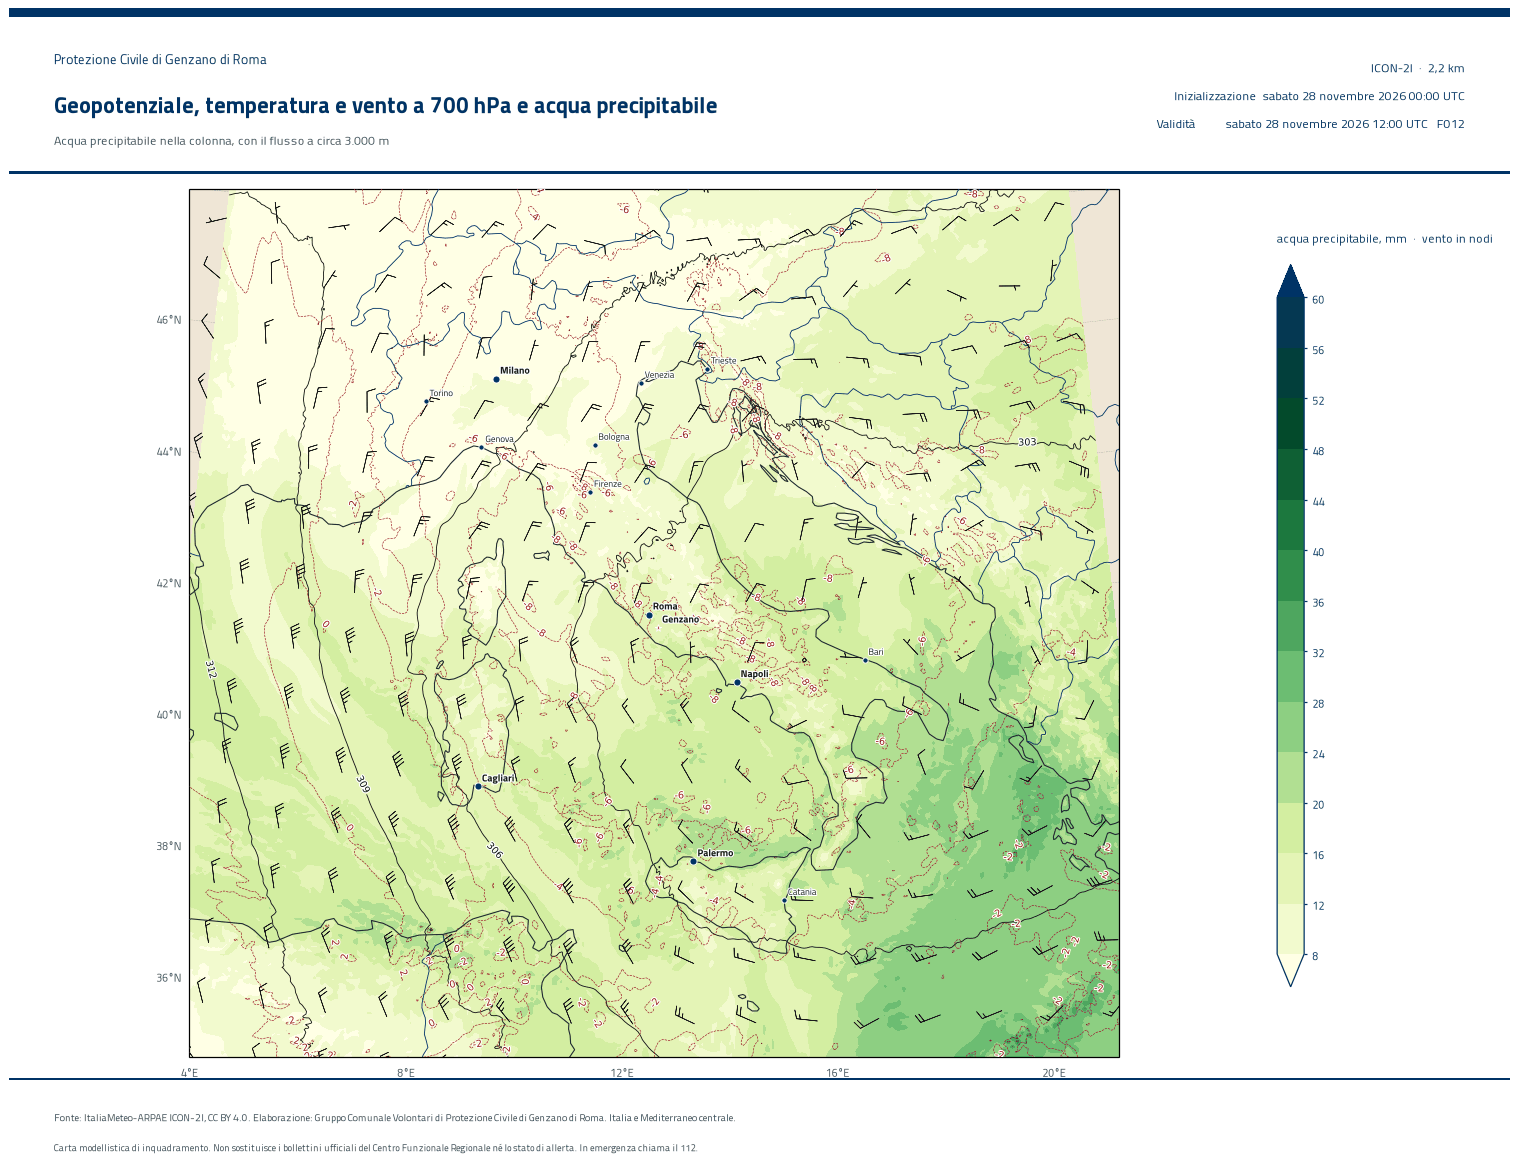 Protezione Civile di Genzano di Roma
Geopotenziale, temperatura e vento a 700 hPa e acqua precipitabile
Acqua precipitabile nella colonna, con il flusso a circa 3.000 m
ICON-2I · 2,2 km
Inizializzazione sabato 28 novembre 2026 00:00 UTC
Validità sabato 28 novembre 2026 12:00 UTC F012
acqua precipitabile, mm · vento in nodi
60
56
52
48
44
40
36
32
28
24
20
16
12
8
46°N
44°N
42°N
40°N
38°N
36°N
4°E
8°E
12°E
16°E
20°E
Milano
Torino
Venezia
Trieste
Genova
Bologna
Firenze
Roma
Genzano
Napoli
Bari
Cagliari
Palermo
Catania
303
306
309
312
Fonte: ItaliaMeteo-ARPAE ICON-2I, CC BY 4.0. Elaborazione: Gruppo Comunale Volontari di Protezione Civile di Genzano di Roma. Italia e Mediterraneo centrale.
Carta modellistica di inquadramento. Non sostituisce i bollettini ufficiali del Centro Funzionale Regionale né lo stato di allerta. In emergenza chiama il 112.